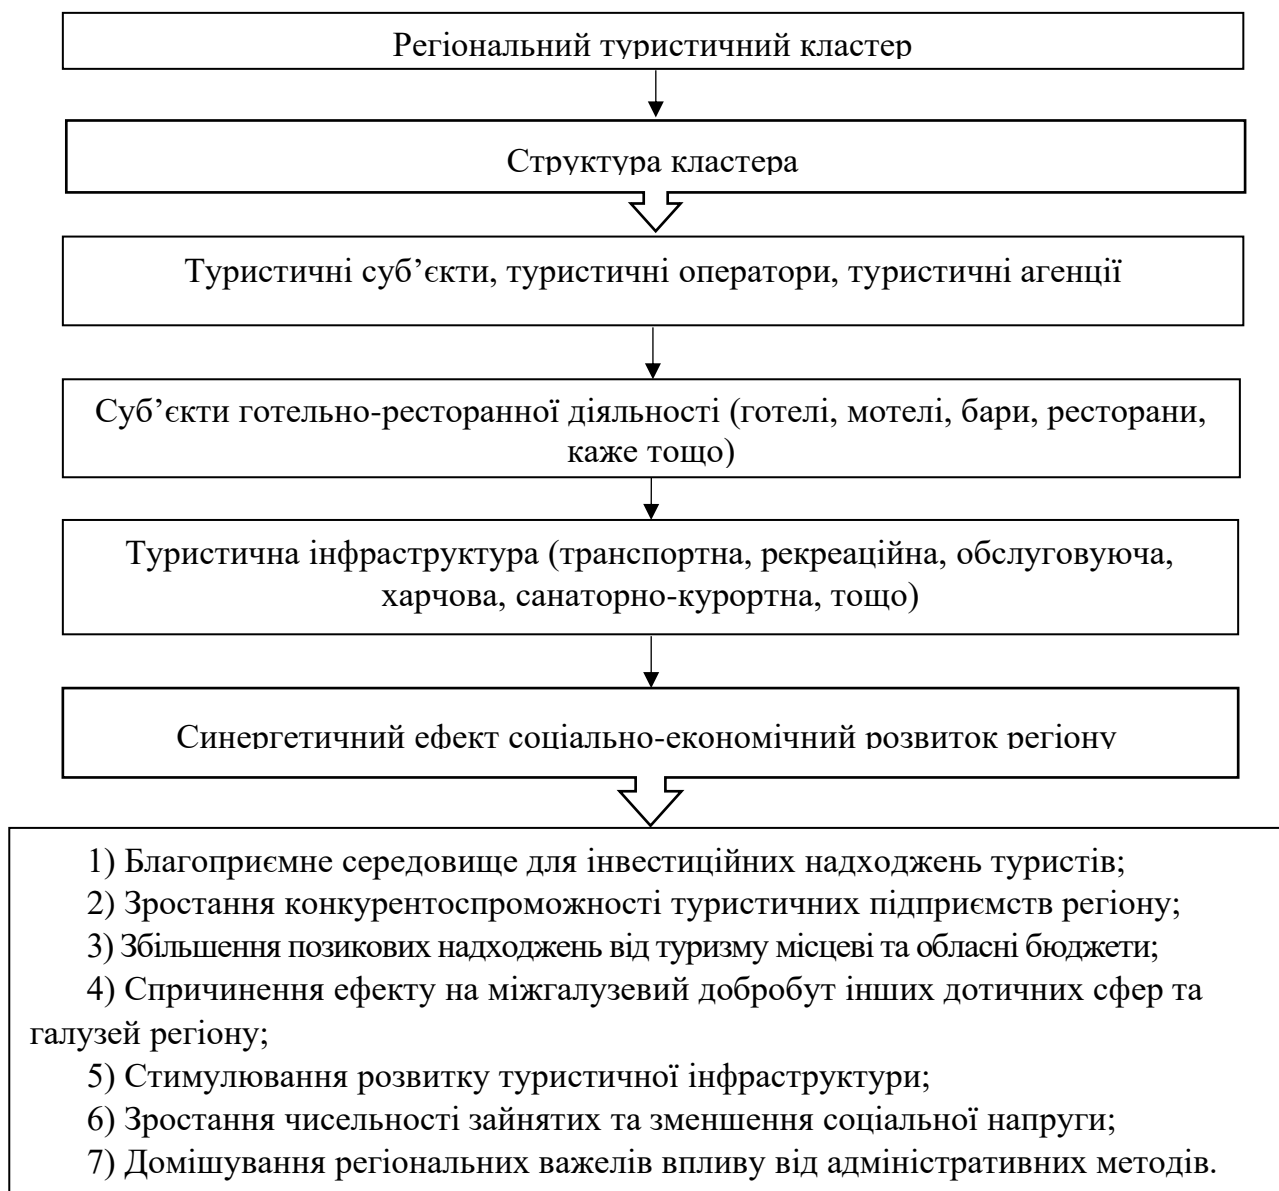 Регіональний туристичний кластер
Структура кластера
Туристичні суб’єкти, туристичні оператори, туристичні агенції
Суб’єкти готельно-ресторанної діяльності (готелі, мотелі, бари, ресторани,
каже тощо)
Туристична інфраструктура (транспортна, рекреаційна, обслуговуюча,
харчова, санаторно-курортна, тощо)
Синергетичний ефект соціально-економічний розвиток регіону
1) Благоприємне середовище для інвестиційних надходжень туристів;
2) Зростання конкурентоспроможності туристичних підприємств регіону;
3) Збільшення позикових надходжень від туризму місцеві та обласні бюджети;
4) Спричинення ефекту на міжгалузевий добробут інших дотичних сфер та
галузей регіону;
5) Стимулювання розвитку туристичної інфраструктури;
6) Зростання чисельності зайнятих та зменшення соціальної напруги;
7) Домішування регіональних важелів впливу від адміністративних методів.